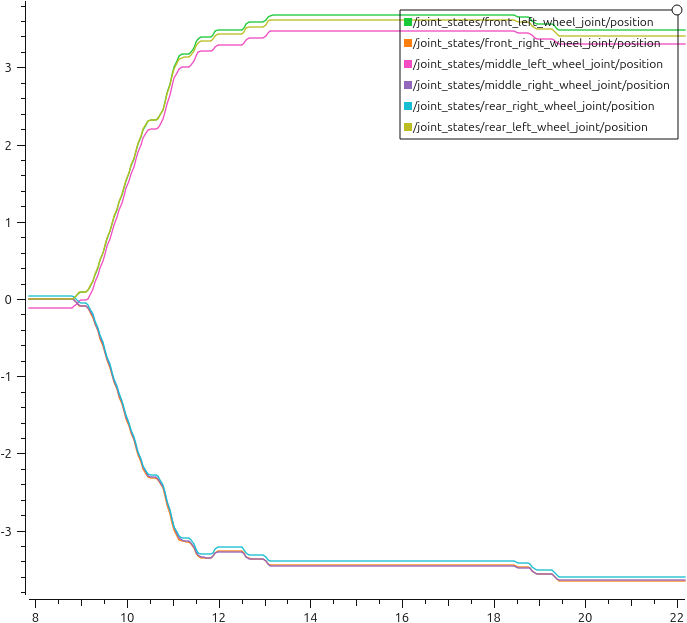 /joint_states/front_left_wheel_joint/position
/joint_states/front_right_wheel_joint/position
/joint_states/middle_left_wheel_joint/position
/joint_states/middle_right_wheel_joint/position
/joint_states/rear_right_wheel_joint/position
/joint_states/rear_left_wheel_joint/position
3
2
1
0
-1
-2
-3
8 10 12 14 16 18 20 22